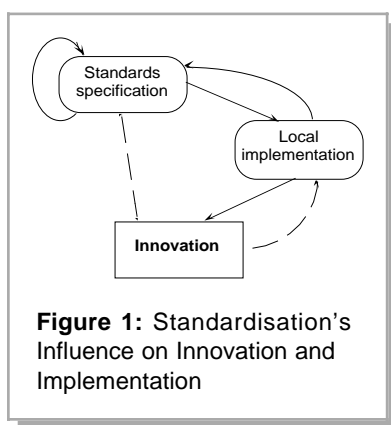 Standards
specification
Local
implementation
Innovation
Figure 1: Standardisation's
Influence on Innovation and
Implementation